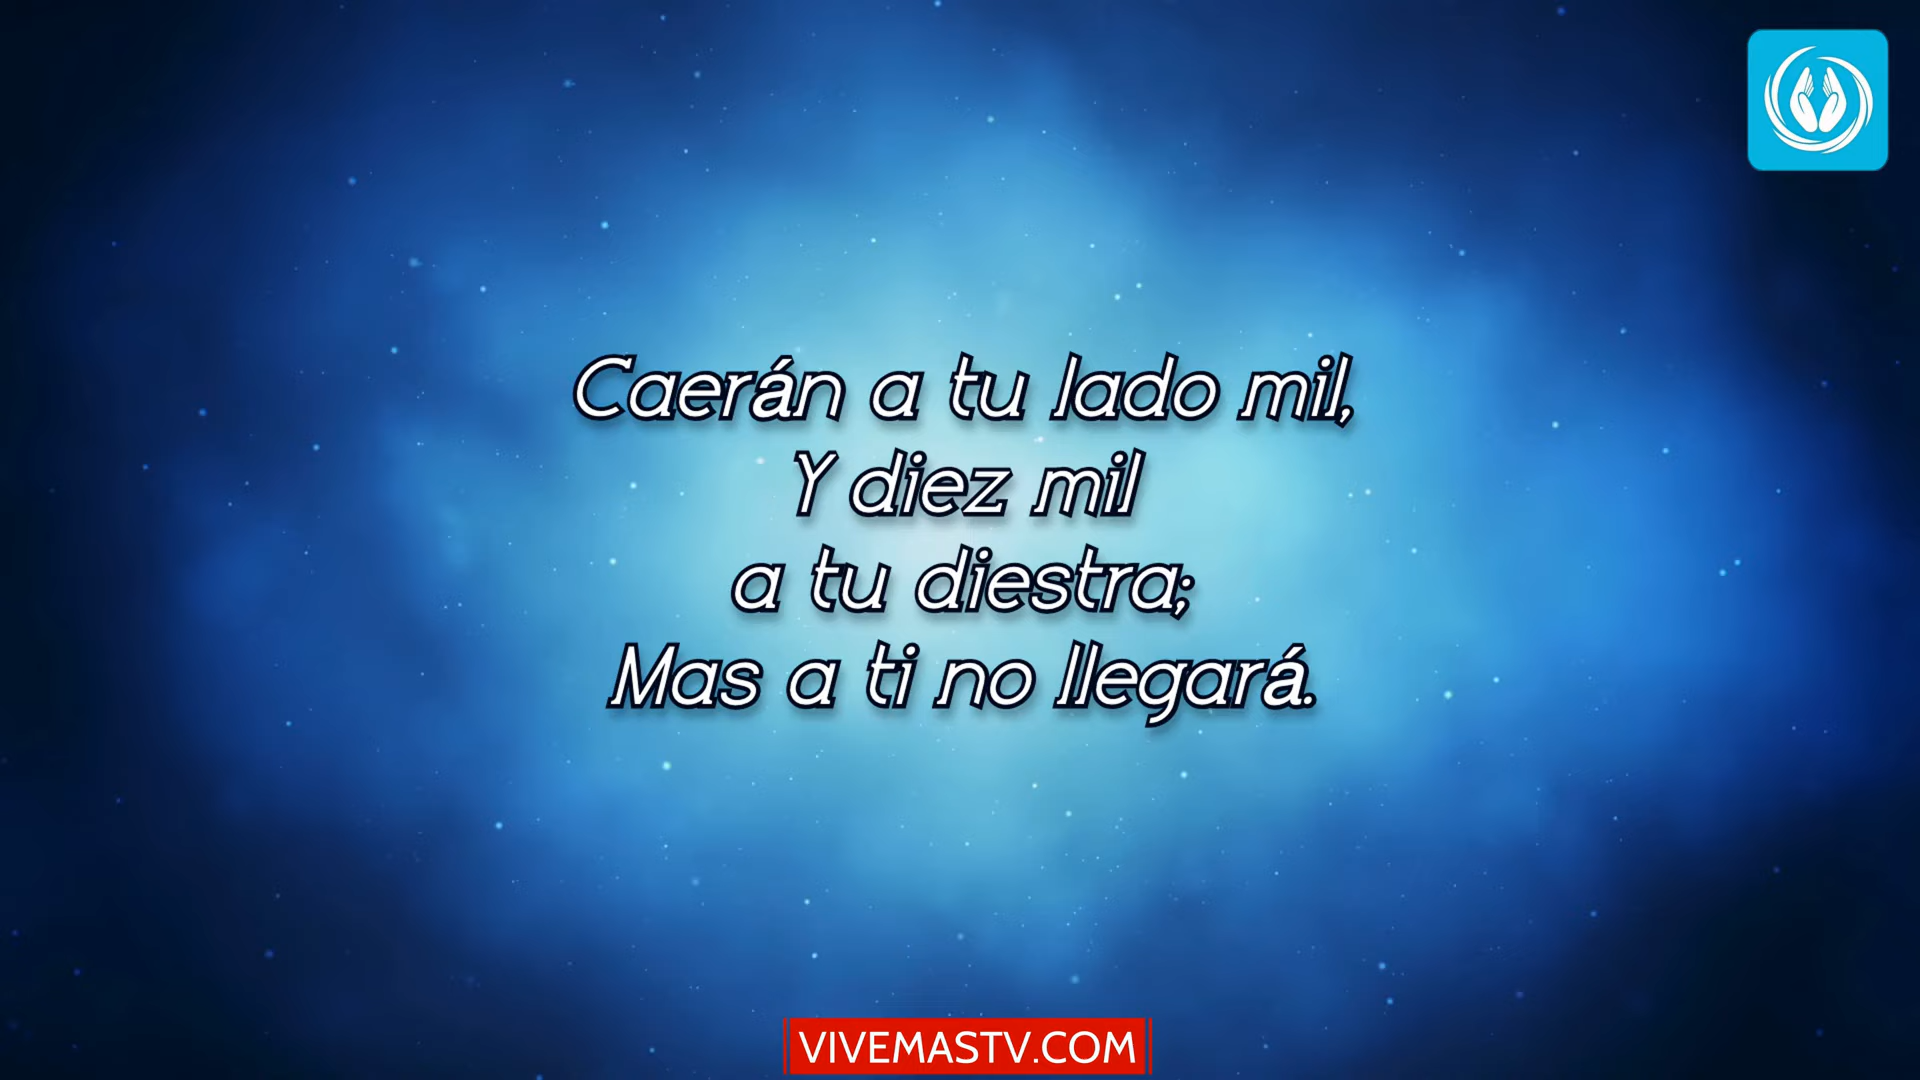 Caerán a tu lado mil,
Y diez mil
a tu diestra;
Mas a ti no llegará.
VIVEMASTV.COM